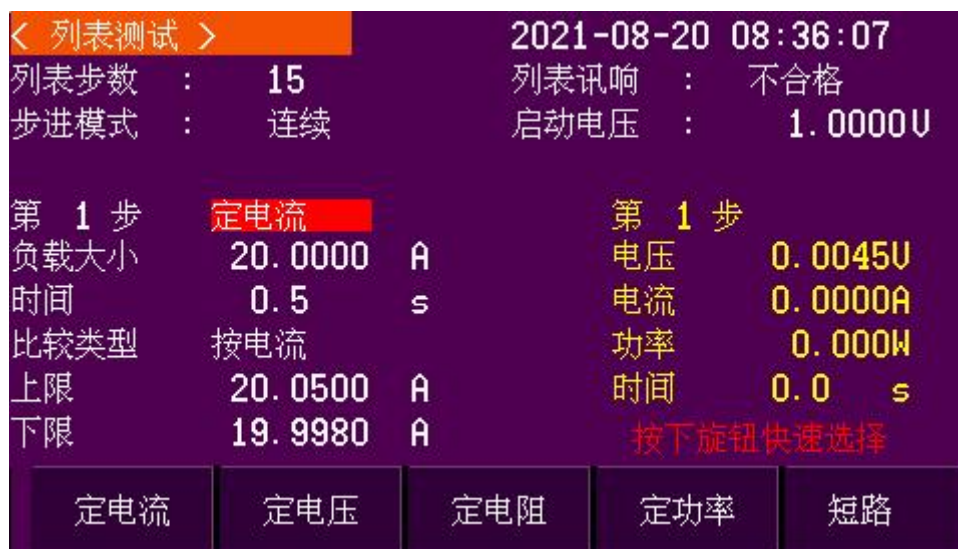 < 列表测试 > 2021-08-20 08:36:07
列表步数 : 15 列表讯响 : 不合格
步进模式 : 连续 启动电压 : 1.0000V
第 1 步 定电流 第 1 步
负载大小 20.0000 A 电压 0.0045V
时间 0.5 s 电流 0.0000A
比较类型 按电流 功率 0.000W
上限 20.0500 A 时间 0.0 s
下限 19.9980 A 按下旋钮快速选择
定电流 定电压 定电阻 定功率 短路